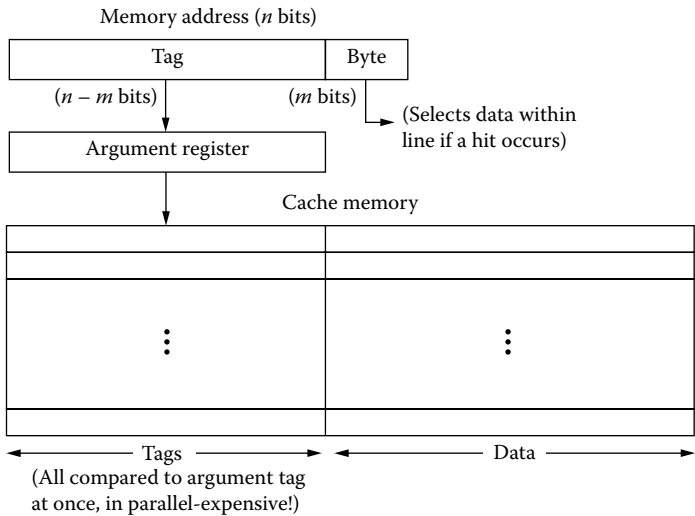 Memory address (n bits)
Tag
Byte
(n – m bits)
(m bits)
(Selects data within
line if a hit occurs)
Argument register
Cache memory
Tags
Data
(All compared to argument tag
at once, in parallel-expensive!)